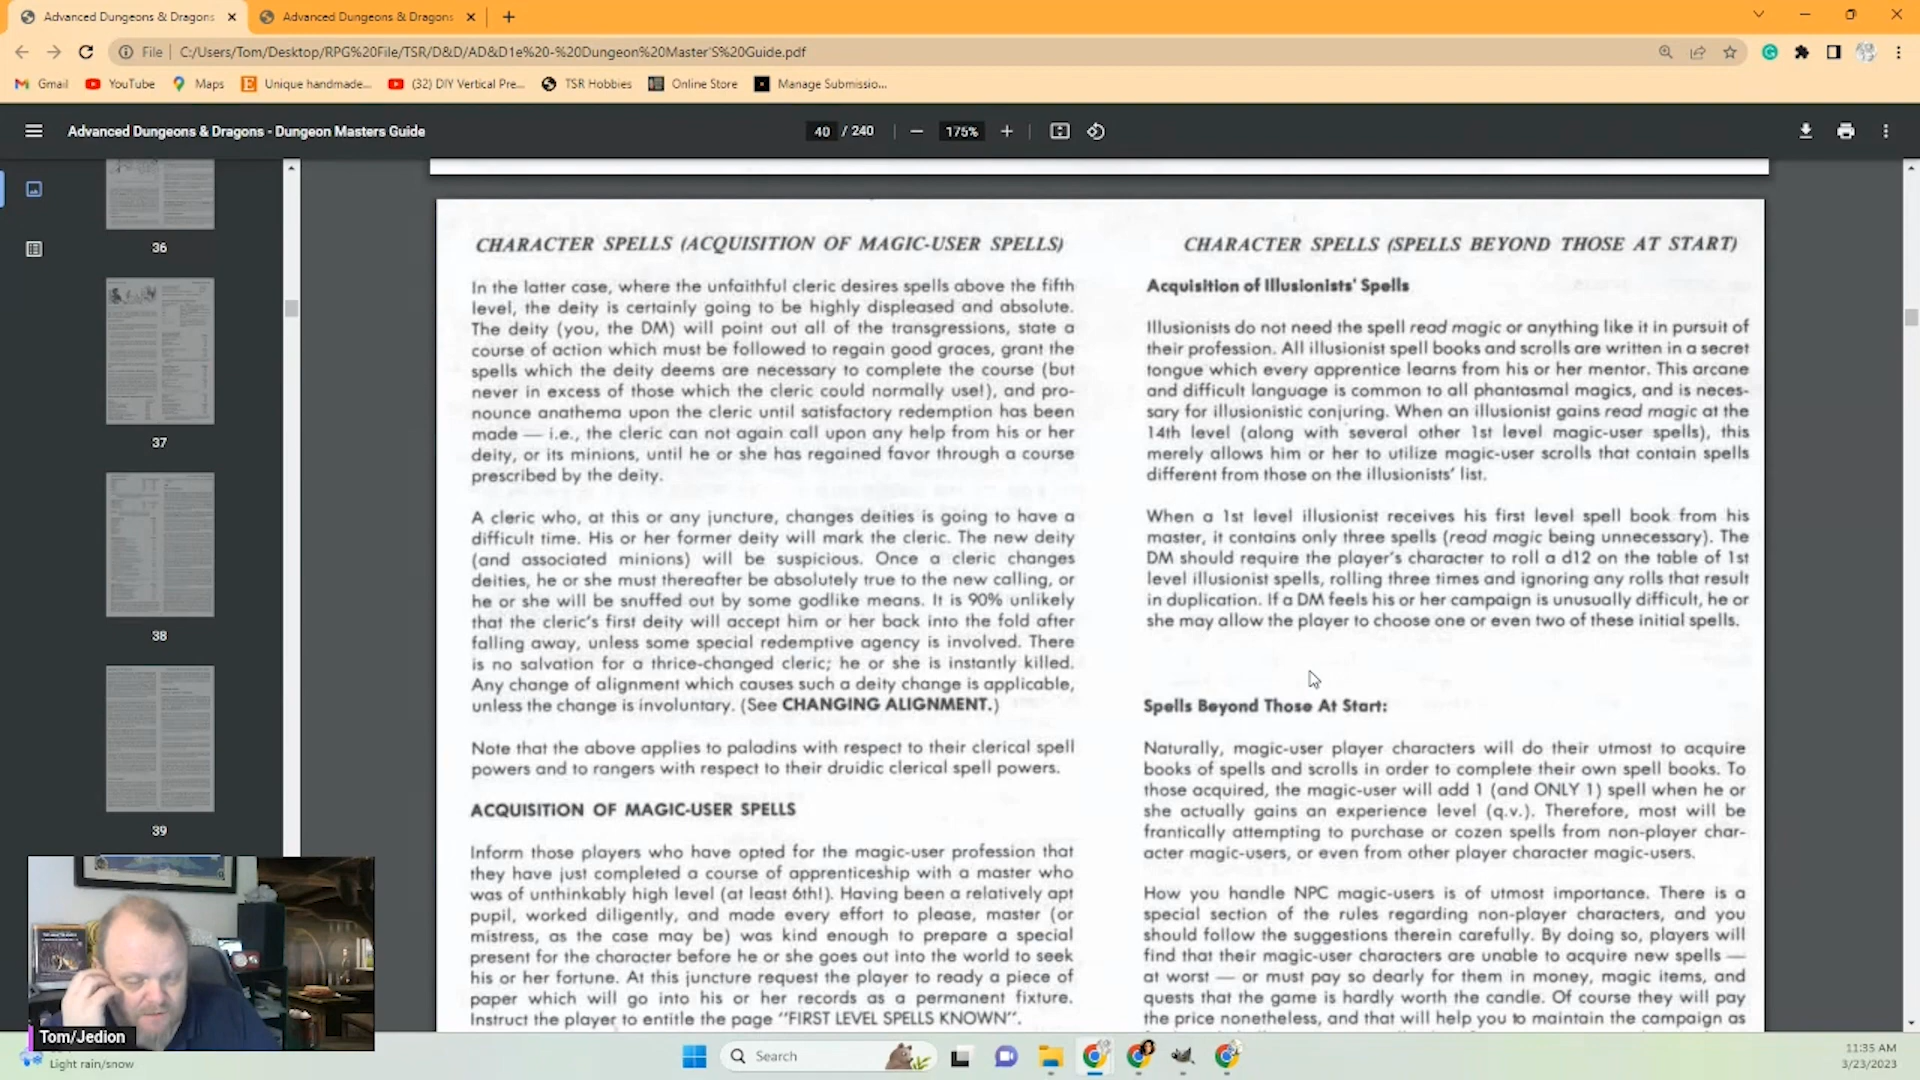 Advanced Dungeons & Dragons
Advanced Dungeons & Dragons
File
C:/Users/Tom/Desktop/RPG%20File/TSR/D&D/AD&D1e%20-%20Dungeon%20Master'S%20Guide.pdf
Gmail
YouTube
Maps
Unique handmade...
(32) DIY Vertical Pre...
TSR Hobbies
Online Store
Manage Submissio...
Advanced Dungeons & Dragons - Dungeon Masters Guide
40 / 240
175%
36
37
38
39
CHARACTER SPELLS (ACQUISITION OF MAGIC-USER SPELLS)
In the latter case, where the unfaithful cleric desires spells above the fifth
level, the deity is certainly going to be highly displeased and absolute.
The deity (you, the DM) will point out all of the transgressions, state a
course of action which must be followed to regain good graces, grant the
spells which the deity deems are necessary to complete the course (but
never in excess of those which the cleric could normally use!), and pro-
nounce anathema upon the cleric until satisfactory redemption has been
made — i.e., the cleric can not again call upon any help from his or her
deity, or its minions, until he or she has regained favor through a course
prescribed by the deity.
A cleric who, at this or any juncture, changes deities is going to have a
difficult time. His or her former deity will mark the cleric. The new deity
(and associated minions) will be suspicious. Once a cleric changes
deities, he or she must thereafter be absolutely true to the new calling, or
he or she will be snuffed out by some godlike means. It is 90% unlikely
that the cleric's first deity will accept him or her back into the fold after
falling away, unless some special redemptive agency is involved. There
is no salvation for a thrice-changed cleric; he or she is instantly killed.
Any change of alignment which causes such a deity change is applicable,
unless the change is involuntary. (See CHANGING ALIGNMENT.)
Note that the above applies to paladins with respect to their clerical spell
powers and to rangers with respect to their druidic clerical spell powers.
ACQUISITION OF MAGIC-USER SPELLS
Inform those players who have opted for the magic-user profession that
they have just completed a course of apprenticeship with a master who
was of unthinkably high level (at least 6th!). Having been a relatively apt
pupil, worked diligently, and made every effort to please, master (or
mistress, as the case may be) was kind enough to prepare a special
present for the character before he or she goes out into the world to seek
his or her fortune. At this juncture request the player to ready a piece of
paper which will go into his or her records as a permanent fixture.
Instruct the player to entitle the page "FIRST LEVEL SPELLS KNOWN".
CHARACTER SPELLS (SPELLS BEYOND THOSE AT START)
Acquisition of Illusionists' Spells
Illusionists do not need the spell read magic or anything like it in pursuit of
their profession. All illusionist spell books and scrolls are written in a secret
tongue which every apprentice learns from his or her mentor. This arcane
and difficult language is common to all phantasmal magics, and is neces-
sary for illusionistic conjuring. When an illusionist gains read magic at the
14th level (along with several other 1st level magic-user spells), this
merely allows him or her to utilize magic-user scrolls that contain spells
different from those on the illusionists' list.
When a 1st level illusionist receives his first level spell book from his
master, it contains only three spells (read magic being unnecessary). The
DM should require the player's character to roll a d12 on the table of 1st
level illusionist spells, rolling three times and ignoring any rolls that result
in duplication. If a DM feels his or her campaign is unusually difficult, he or
she may allow the player to choose one or even two of these initial spells.
Spells Beyond Those At Start:
Naturally, magic-user player characters will do their utmost to acquire
books of spells and scrolls in order to complete their own spell books. To
those acquired, the magic-user will add 1 (and ONLY 1) spell when he or
she actually gains an experience level (q.v.). Therefore, most will be
frantically attempting to purchase or cozen spells from non-player char-
acter magic-users, or even from other player character magic-users.
How you handle NPC magic-users is of utmost importance. There is a
special section of the rules regarding non-player characters, and you
should follow the suggestions therein carefully. By doing so, players will
find that their magic-user characters are unable to acquire new spells —
at worst — or must pay so dearly for them in money, magic items, and
quests that the game is hardly worth the candle. Of course they will pay
the price nonetheless, and that will help you to maintain the campaign as
Tom/Jedion
Light rain/snow
Search
11:35 AM
3/23/2023